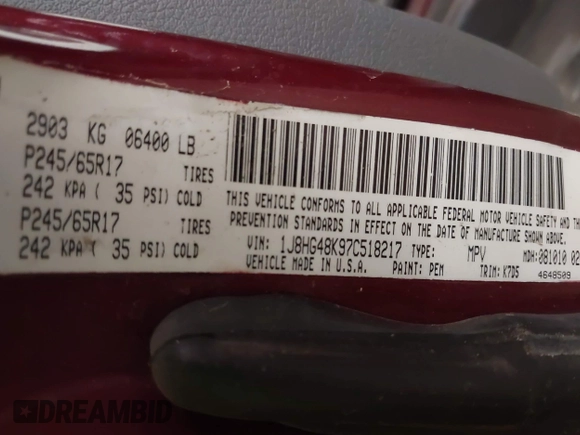 2903 KG 06400 LB
P245/65R17 TIRES
242 KPA ( 35 PSI) COLD
P245/65R17 TIRES
242 KPA ( 35 PSI) COLD
THIS VEHICLE CONFORMS TO ALL APPLICABLE FEDERAL MOTOR VEHICLE SAFETY AND
PREVENTION STANDARDS IN EFFECT ON THE DATE OF MANUFACTURE SHOWN ABOVE.
VIN: 1J8HG48K97C518217 TYPE: MPV MDH: 081010 02
VEHICLE MADE IN U.S.A. PAINT: PEM TRIM: K7D5
4648509
DREAMBID